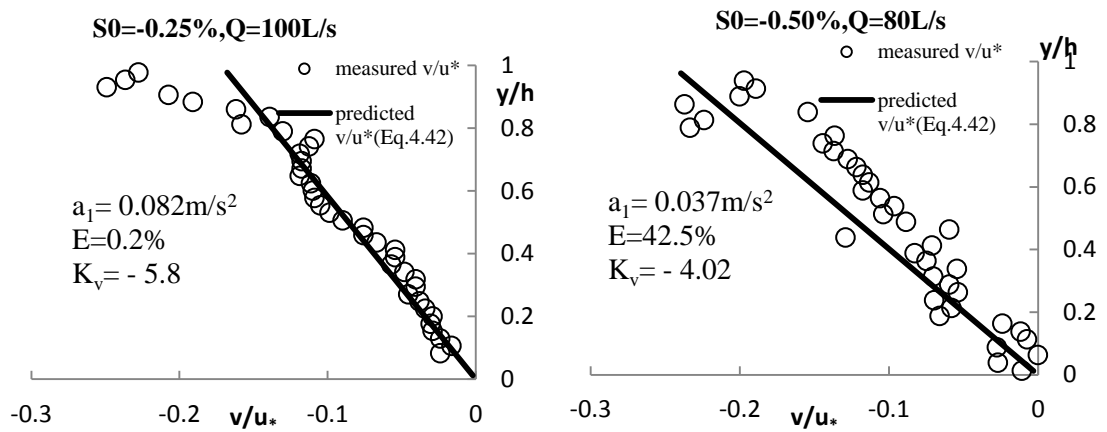 S0=-0.25%,Q=100L/s
measured v/u*
predicted
v/u*(Eq.4.42)
a1= 0.082m/s2
E=0.2%
Kv= - 5.8
1
y/h
0.8
0.6
0.4
0.2
0
-0.3
-0.2
-0.1
0
v/u*
S0=-0.50%,Q=80L/s
measured v/u*
predicted
v/u*(Eq.4.42)
a1= 0.037m/s2
E=42.5%
Kv= - 4.02
y/h
1
0.8
0.6
0.4
0.2
0
-0.3
-0.2
-0.1
0
v/u*